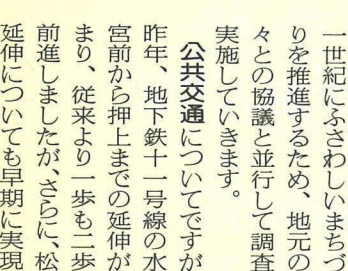 一世紀にふさわしいまちづ
くりを推進するため、地元の
々との協議と並行して調査
実施していきます。
公共交通についてですが
昨年、地下鉄十一号線の水
宮前から押上までの延伸が
まり、従来より一歩も二歩
前進しましたが、さらに、松
延伸についても早期に実現